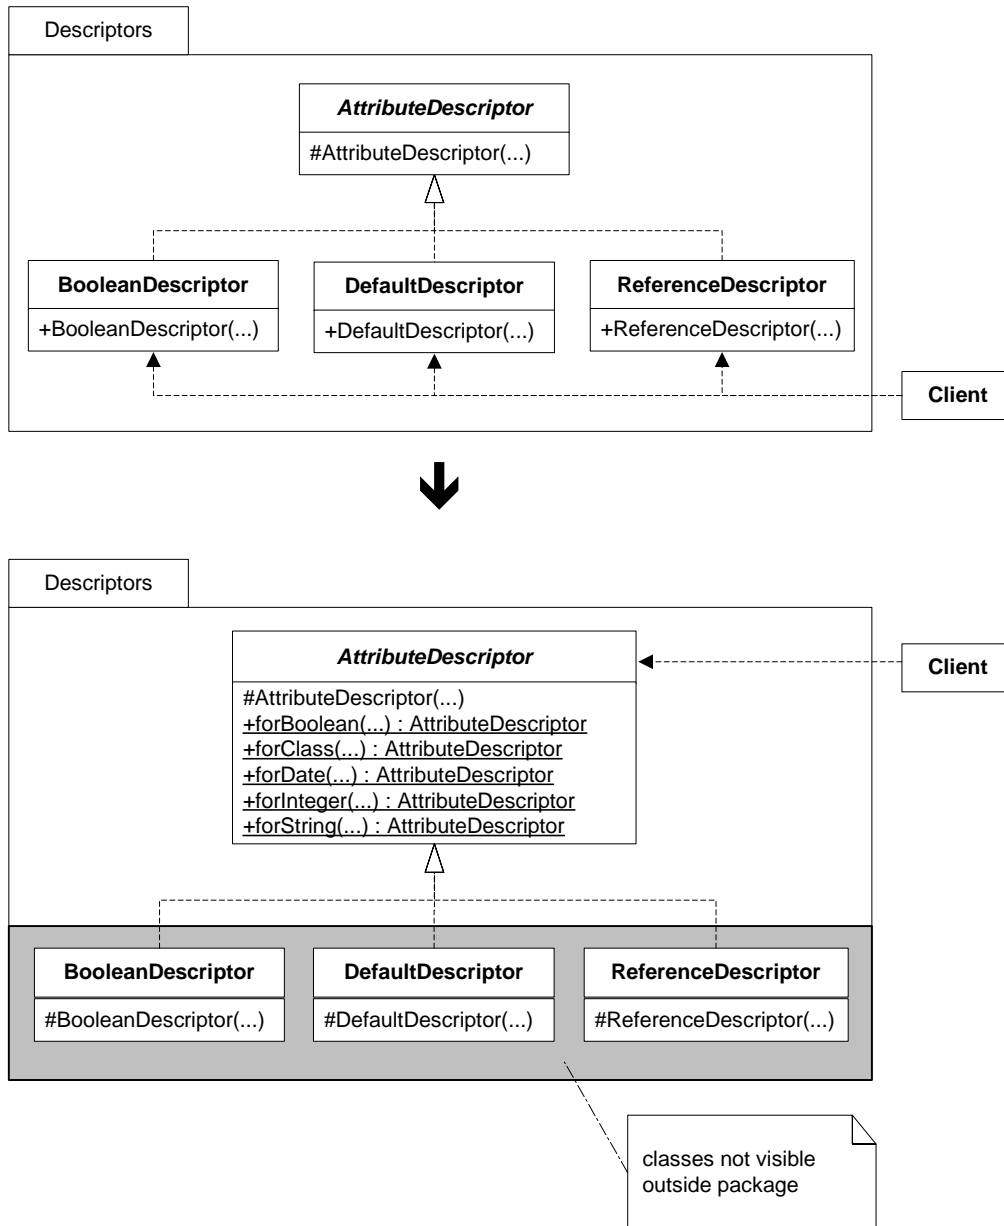 Descriptors
AttributeDescriptor
#AttributeDescriptor(...)
BooleanDescriptor
+BooleanDescriptor(...)
DefaultDescriptor
+DefaultDescriptor(...)
ReferenceDescriptor
+ReferenceDescriptor(...)
Client
Descriptors
AttributeDescriptor
#AttributeDescriptor(...)
+forBoolean(...) : AttributeDescriptor
+forClass(...) : AttributeDescriptor
+forDate(...) : AttributeDescriptor
+forInteger(...) : AttributeDescriptor
+forString(...) : AttributeDescriptor
Client
BooleanDescriptor
#BooleanDescriptor(...)
DefaultDescriptor
#DefaultDescriptor(...)
ReferenceDescriptor
#ReferenceDescriptor(...)
classes not visible
outside package